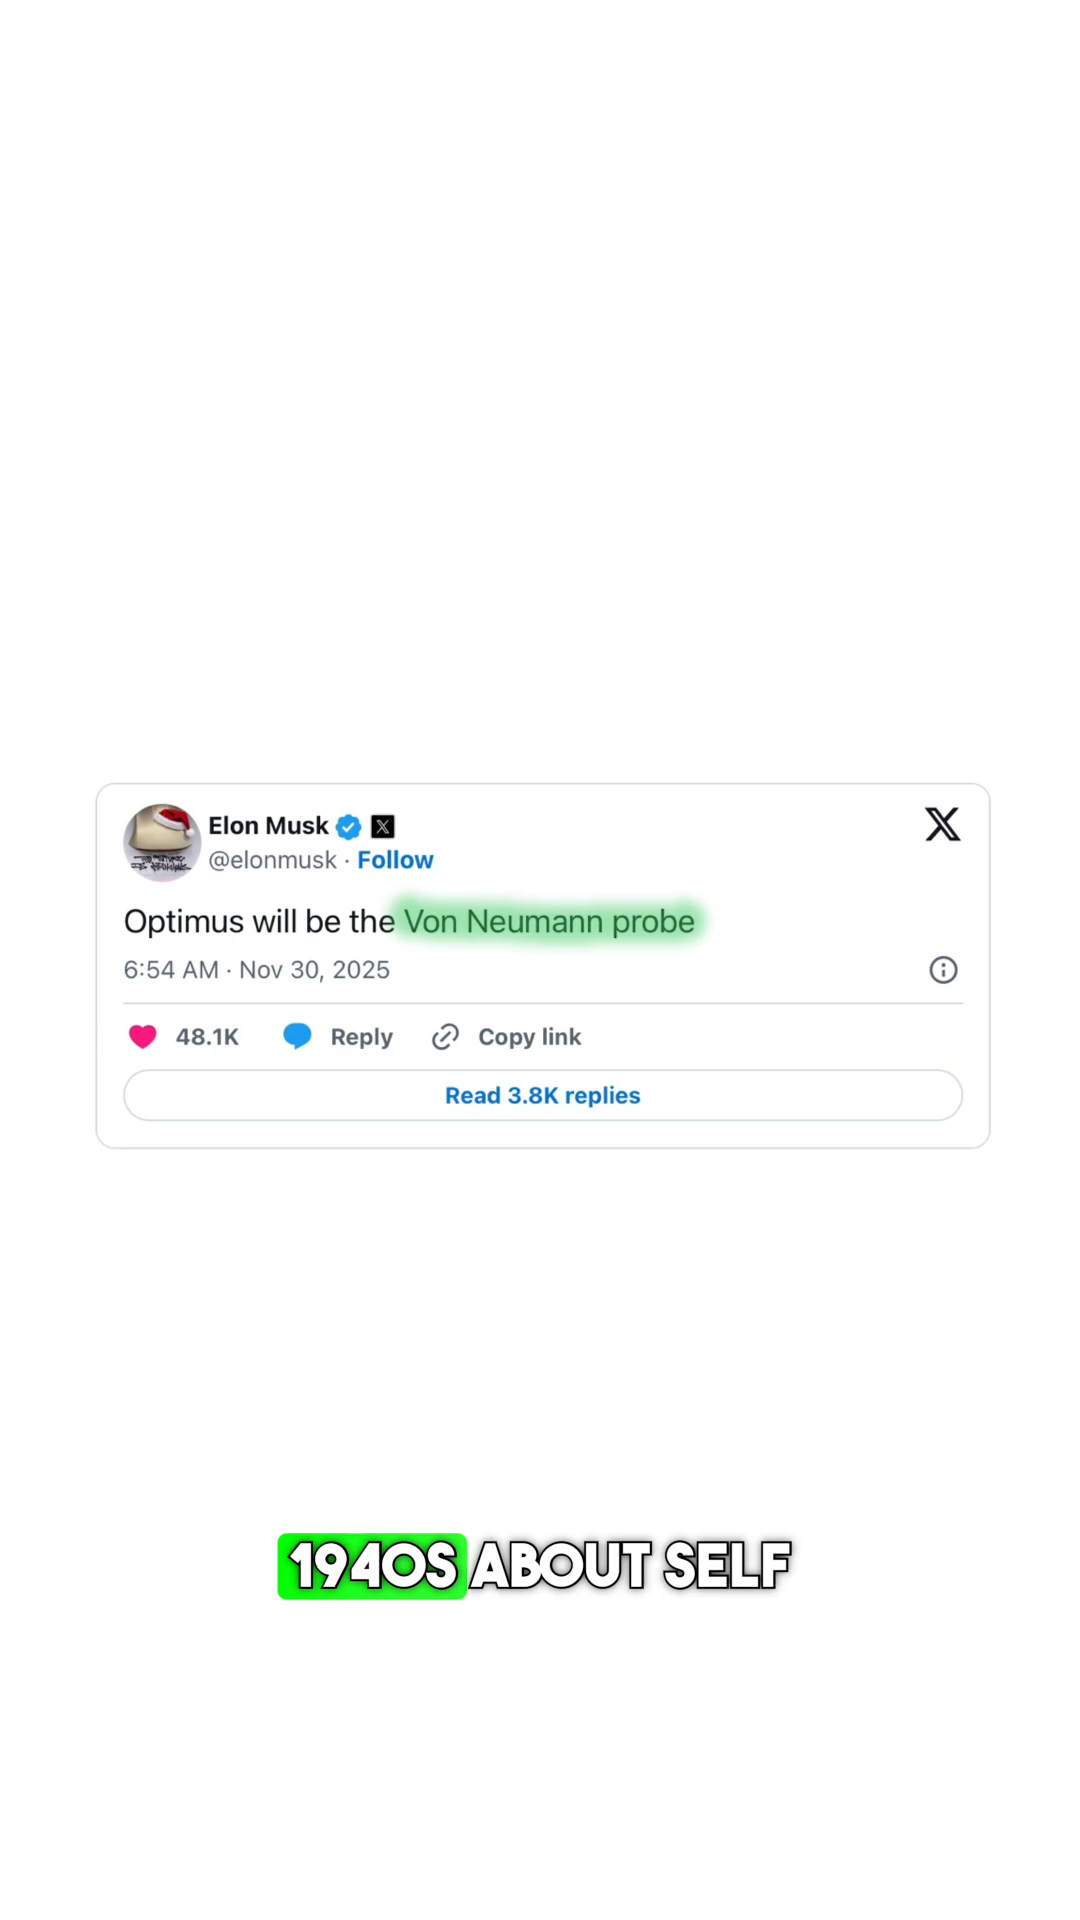 Elon Musk
@elonmusk · Follow
Optimus will be the Von Neumann probe
6:54 AM · Nov 30, 2025
48.1K Reply Copy link
Read 3.8K replies
1940S ABOUT SELF